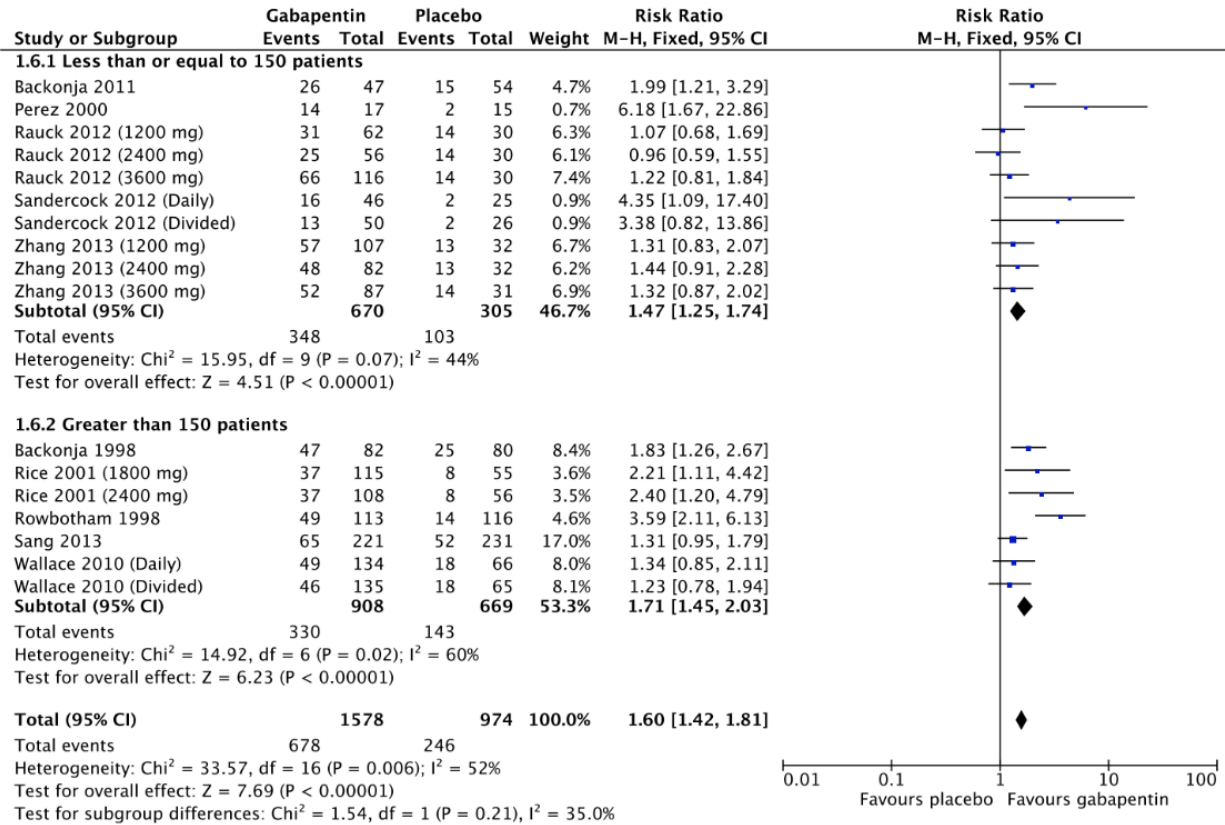 Gabapentin Placebo Risk Ratio Risk Ratio
Study or Subgroup Events Total Events Total Weight M-H, Fixed, 95% CI M-H, Fixed, 95% CI
1.6.1 Less than or equal to 150 patients
Backonja 2011 26 47 15 54 4.7% 1.99 [1.21, 3.29]
Perez 2000 14 17 2 15 0.7% 6.18 [1.67, 22.86]
Rauck 2012 (1200 mg) 31 62 14 30 6.3% 1.07 [0.68, 1.69]
Rauck 2012 (2400 mg) 25 56 14 30 6.1% 0.96 [0.59, 1.55]
Rauck 2012 (3600 mg) 66 116 14 30 7.4% 1.22 [0.81, 1.84]
Sandercock 2012 (Daily) 16 46 2 25 0.9% 4.35 [1.09, 17.40]
Sandercock 2012 (Divided) 13 50 2 26 0.9% 3.38 [0.82, 13.86]
Zhang 2013 (1200 mg) 57 107 13 32 6.7% 1.31 [0.83, 2.07]
Zhang 2013 (2400 mg) 48 82 13 32 6.2% 1.44 [0.91, 2.28]
Zhang 2013 (3600 mg) 52 87 14 31 6.9% 1.32 [0.87, 2.02]
Subtotal (95% CI) 670 305 46.7% 1.47 [1.25, 1.74]
Total events 348 103
Heterogeneity: Chi² = 15.95, df = 9 (P = 0.07); I² = 44%
Test for overall effect: Z = 4.51 (P < 0.00001)
1.6.2 Greater than 150 patients
Backonja 1998 47 82 25 80 8.4% 1.83 [1.26, 2.67]
Rice 2001 (1800 mg) 37 115 8 55 3.6% 2.21 [1.11, 4.42]
Rice 2001 (2400 mg) 37 108 8 56 3.5% 2.40 [1.20, 4.79]
Rowbotham 1998 49 113 14 116 4.6% 3.59 [2.11, 6.13]
Sang 2013 65 221 52 231 17.0% 1.31 [0.95, 1.79]
Wallace 2010 (Daily) 49 134 18 66 8.0% 1.34 [0.85, 2.11]
Wallace 2010 (Divided) 46 135 18 65 8.1% 1.23 [0.78, 1.94]
Subtotal (95% CI) 908 669 53.3% 1.71 [1.45, 2.03]
Total events 330 143
Heterogeneity: Chi² = 14.92, df = 6 (P = 0.02); I² = 60%
Test for overall effect: Z = 6.23 (P < 0.00001)
Total (95% CI) 1578 974 100.0% 1.60 [1.42, 1.81]
Total events 678 246
Heterogeneity: Chi² = 33.57, df = 16 (P = 0.006); I² = 52%
Test for overall effect: Z = 7.69 (P < 0.00001)
Test for subgroup differences: Chi² = 1.54, df = 1 (P = 0.21), I² = 35.0%
0.01 0.1 1 10 100
Favours placebo Favours gabapentin